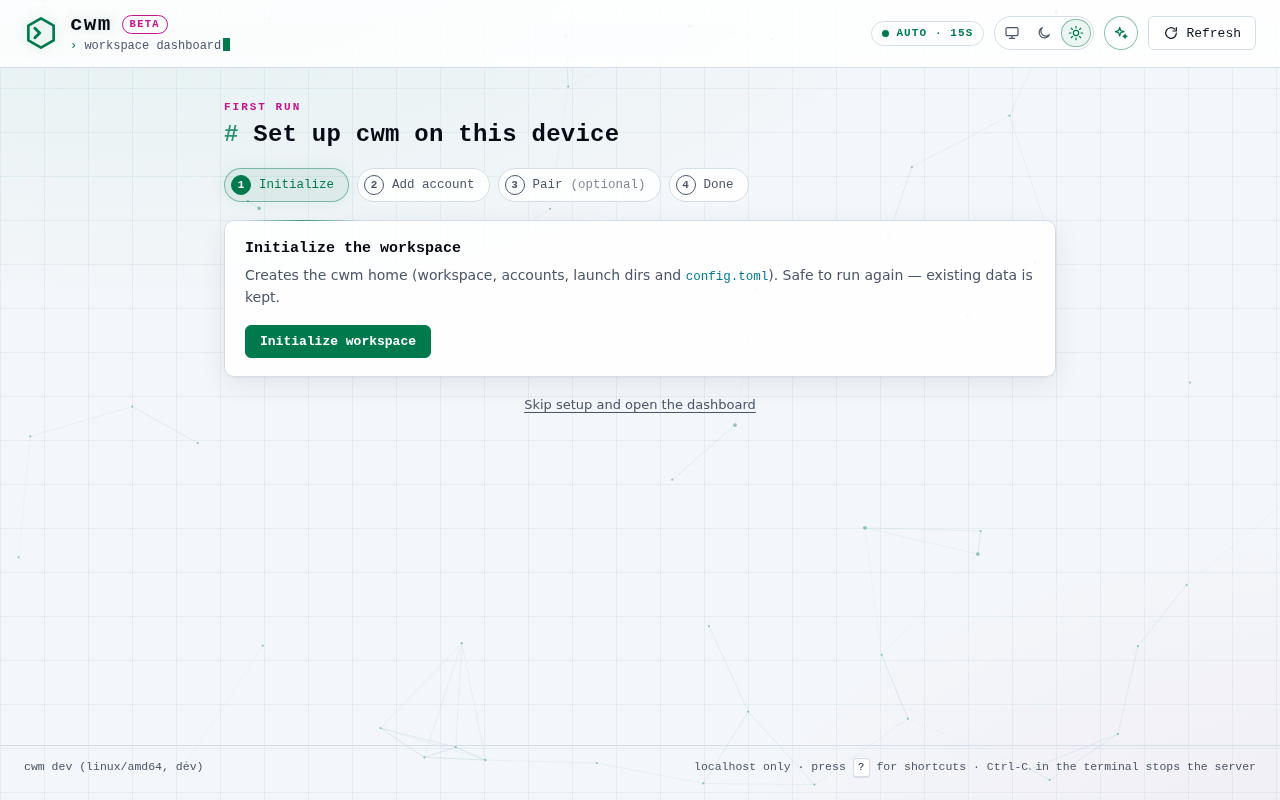 cwm BETA
› workspace dashboard
AUTO · 15S
Refresh
FIRST RUN
# Set up cwm on this device
1 Initialize
2 Add account
3 Pair (optional)
4 Done
Initialize the workspace
Creates the cwm home (workspace, accounts, launch dirs and config.toml). Safe to run again — existing data is
kept.
Initialize workspace
Skip setup and open the dashboard
cwm dev (linux/amd64, dev)
localhost only · press ? for shortcuts · Ctrl-C in the terminal stops the server